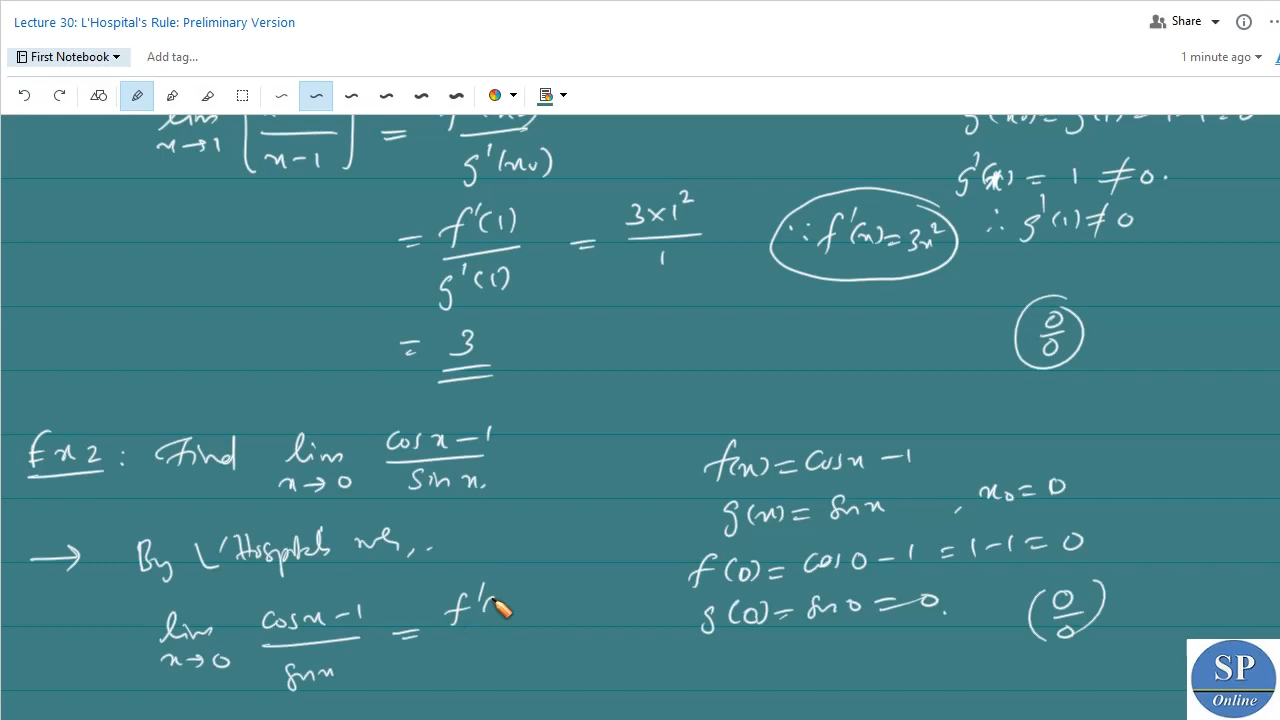 Lecture 30: L'Hospital's Rule: Preliminary Version
Share
First Notebook
Add tag...
1 minute ago
lim x→1 [ / x-1 ] = / g'(x₀)
g'(x) = 1 ≠ 0.
= f'(1) / g'(1) = 3×1² / 1
∵ f'(x) = 3x²
∴ g'(1) ≠ 0
0/0
= 3
Ex 2 : Find lim x→0 cos x - 1 / Sin x.
f(x) = Cos x - 1
g(x) = Sin x , x₀ = 0
→ By L'Hospital's rule,
f(0) = cos 0 - 1 = 1 - 1 = 0
g(0) = Sin 0 = 0. (0/0)
lim x→0 Cos x - 1 / Sin x = f'(
SP
Online